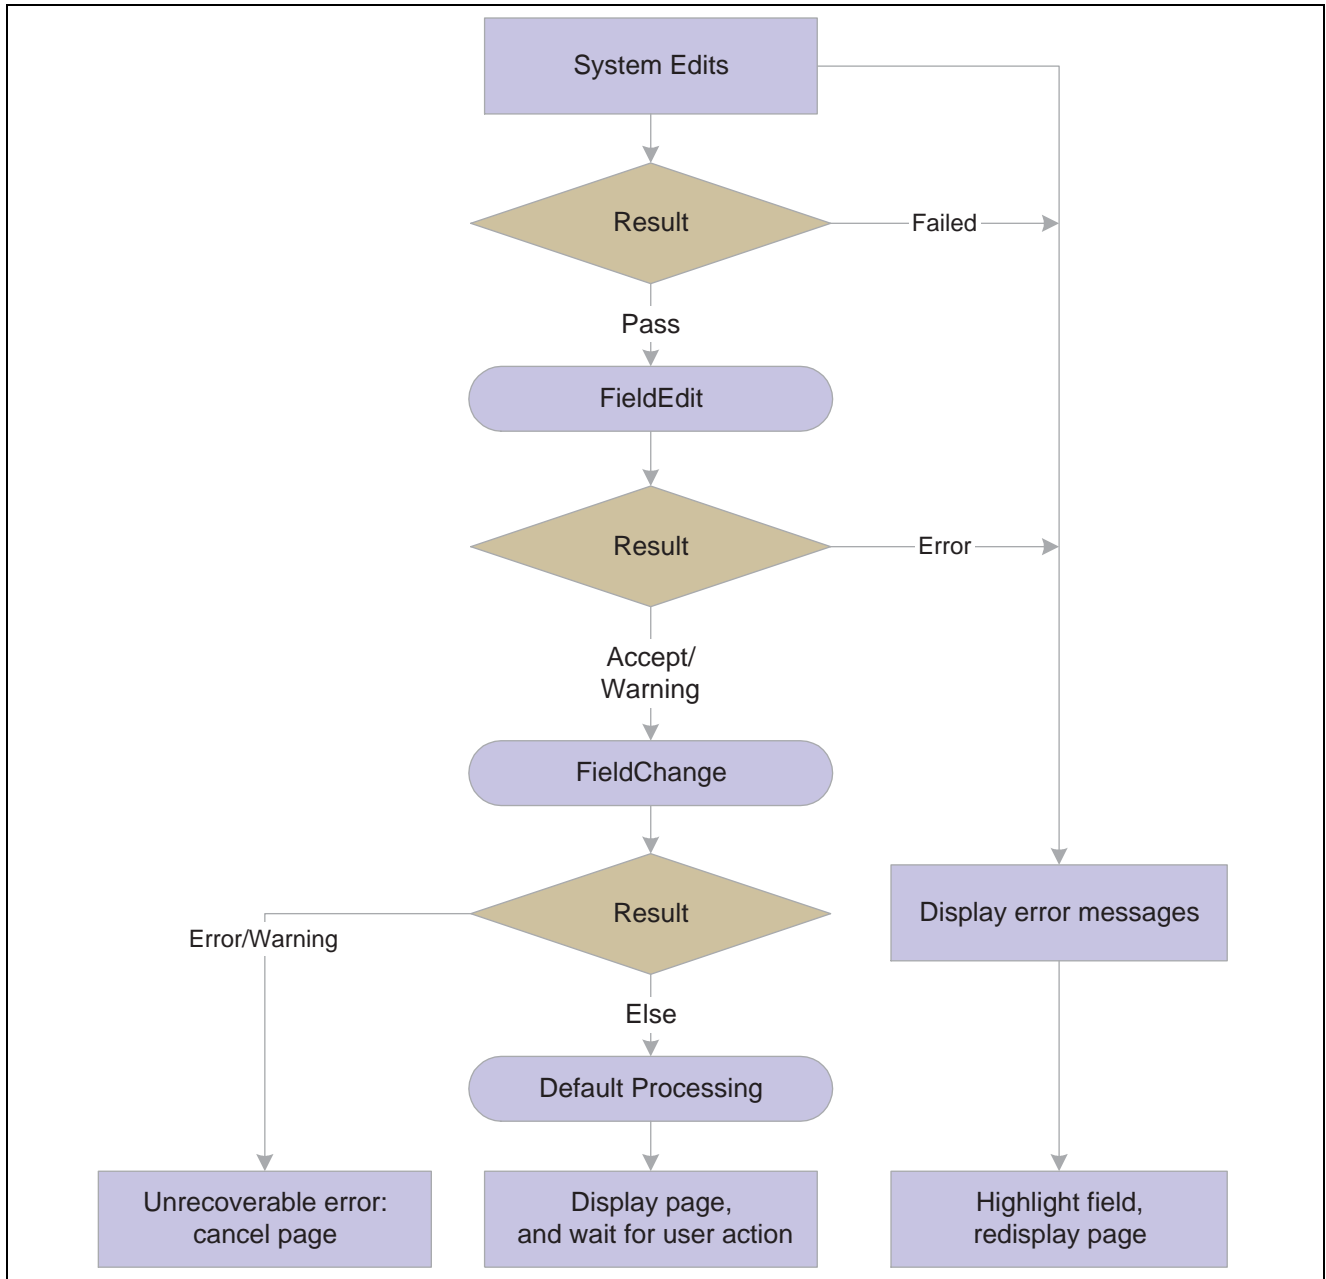 System Edits
Result
Failed
Pass
FieldEdit
Result
Error
Accept/
Warning
FieldChange
Result
Display error messages
Error/Warning
Else
Default Processing
Unrecoverable error:
cancel page
Display page,
and wait for user action
Highlight field,
redisplay page